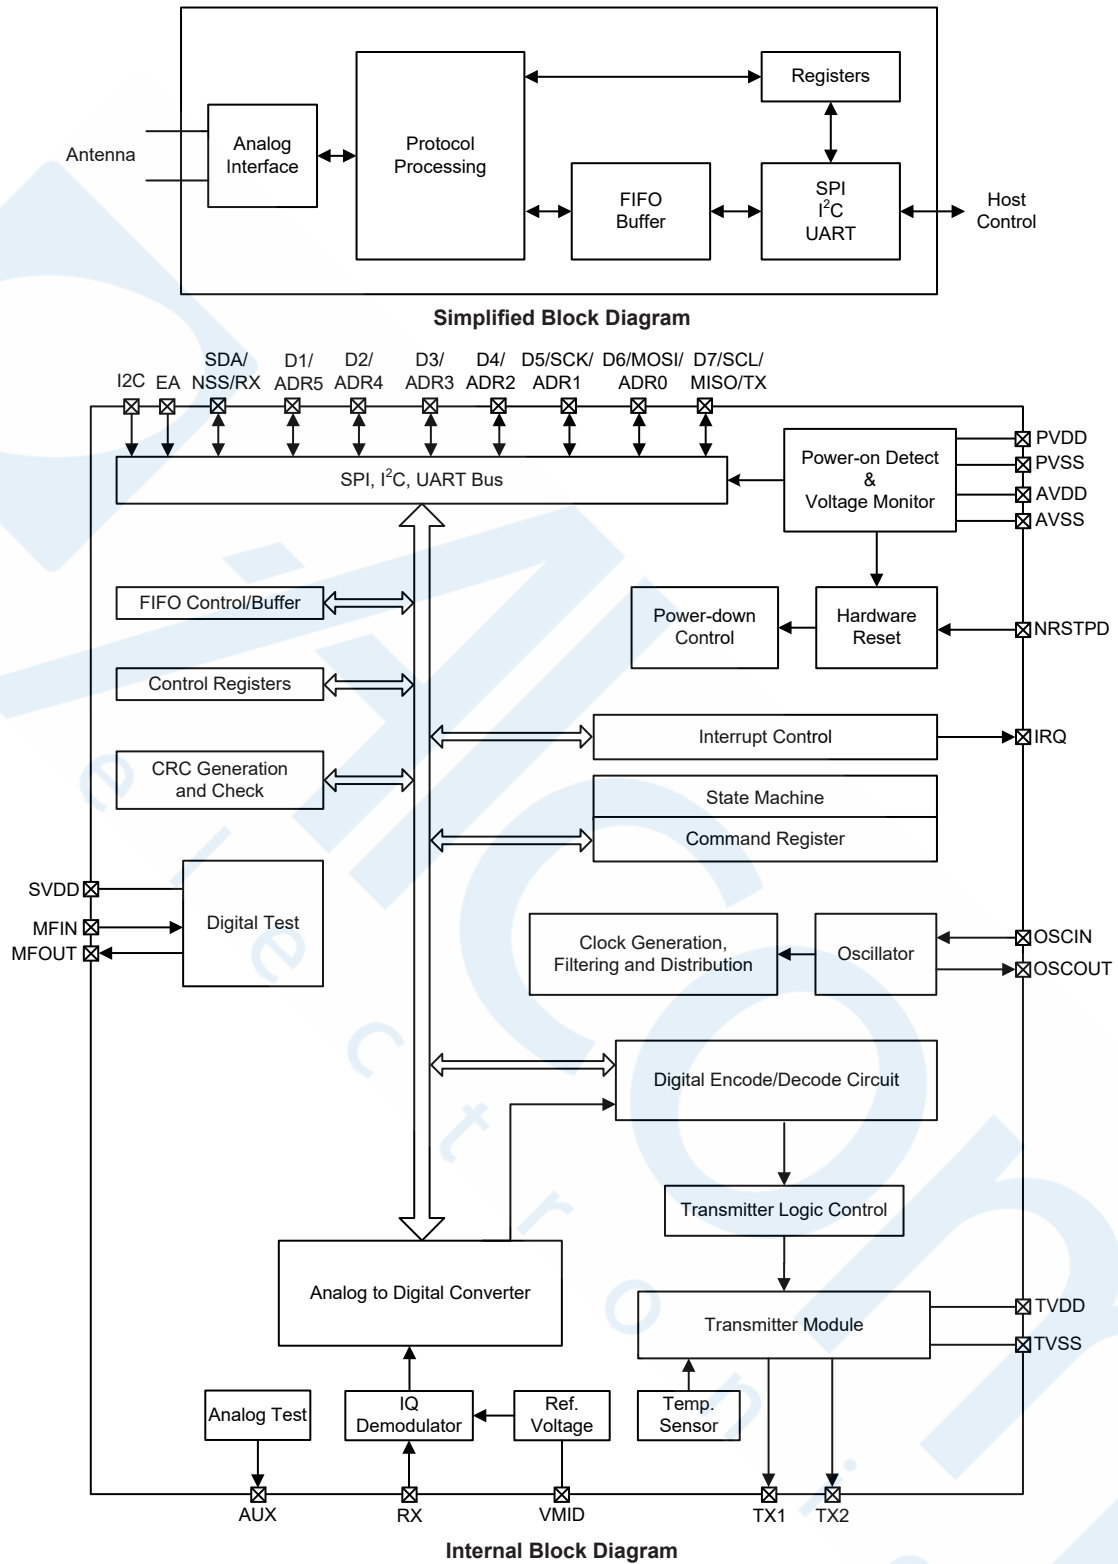 Antenna
Analog
Interface
Protocol
Processing
Registers
FIFO
Buffer
SPI
I²C
UART
Host
Control
Simplified Block Diagram
I2C
EA
SDA/
NSS/RX
D1/
ADR5
D2/
ADR4
D3/
ADR3
D4/
ADR2
D5/SCK/
ADR1
D6/MOSI/
ADR0
D7/SCL/
MISO/TX
SPI, I²C, UART Bus
Power-on Detect
&
Voltage Monitor
PVDD
PVSS
AVDD
AVSS
FIFO Control/Buffer
Power-down
Control
Hardware
Reset
NRSTPD
Control Registers
Interrupt Control
IRQ
CRC Generation
and Check
State Machine
Command Register
SVDD
MFIN
MFOUT
Digital Test
Clock Generation,
Filtering and Distribution
Oscillator
OSCIN
OSCOUT
Digital Encode/Decode Circuit
Transmitter Logic Control
Analog to Digital Converter
Transmitter Module
TVDD
TVSS
Analog Test
IQ
Demodulator
Ref.
Voltage
Temp.
Sensor
AUX
RX
VMID
TX1
TX2
Internal Block Diagram